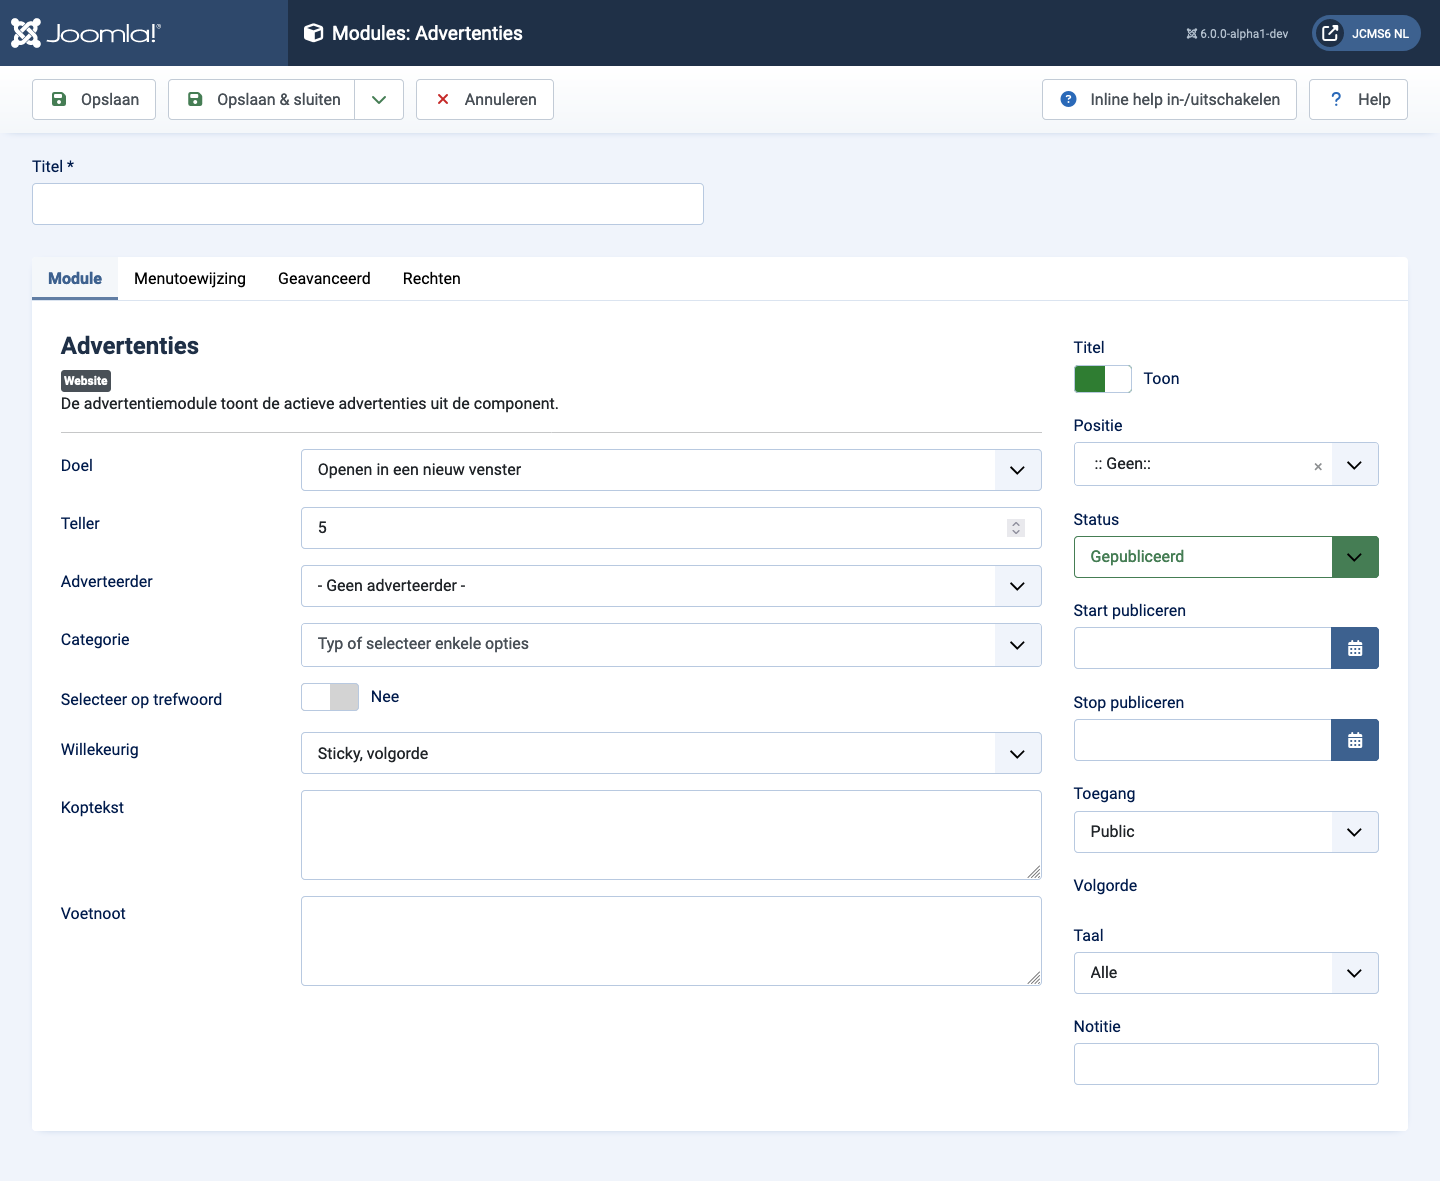 Joomla!®
Modules: Advertenties
6.0.0-alpha1-dev
JCMS6 NL
Opslaan
Opslaan & sluiten
Annuleren
Inline help in-/uitschakelen
? Help
Titel *
Module
Menutoewijzing
Geavanceerd
Rechten
Advertenties
Website
De advertentiemodule toont de actieve advertenties uit de component.
Doel
Openen in een nieuw venster
Teller
5
Adverteerder
- Geen adverteerder -
Categorie
Typ of selecteer enkele opties
Selecteer op trefwoord
Nee
Willekeurig
Sticky, volgorde
Koptekst
Voetnoot
Titel
Toon
Positie
:: Geen::
Status
Gepubliceerd
Start publiceren
Stop publiceren
Toegang
Public
Volgorde
Taal
Alle
Notitie